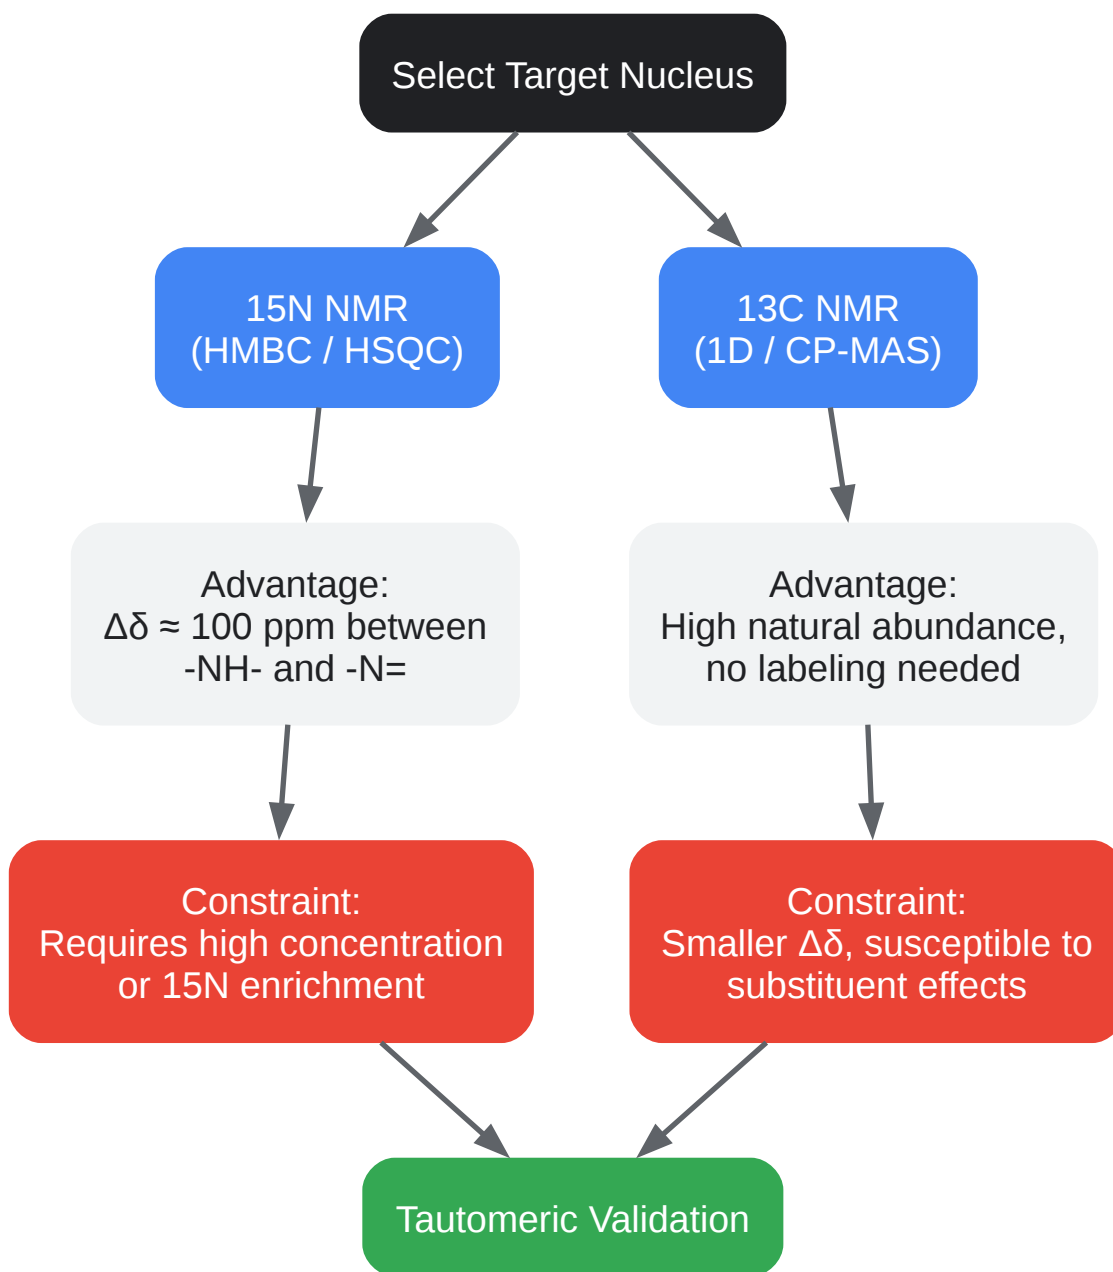 Select Target Nucleus
15N NMR
(HMBC / HSQC)
13C NMR
(1D / CP-MAS)
Advantage:
Δδ ≈ 100 ppm between
-NH- and -N=
Advantage:
High natural abundance,
no labeling needed
Constraint:
Requires high concentration
or 15N enrichment
Constraint:
Smaller Δδ, susceptible to
substituent effects
Tautomeric Validation